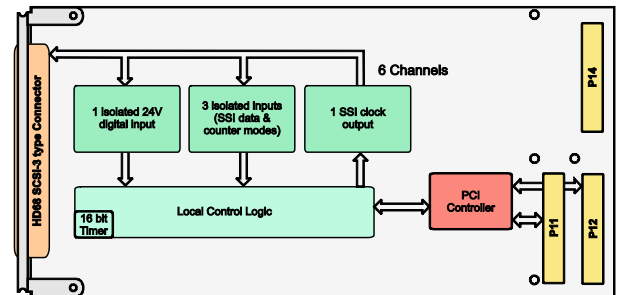 6 Channels
HD68 SCSI-3 type Connector
1 isolated 24V
digital input
3 Isolated Inputs
(SSI data &
counter modes)
1 SSI clock
output
P14
Local Control Logic
16 bit
Timer
PCI
Controller
P11
P12